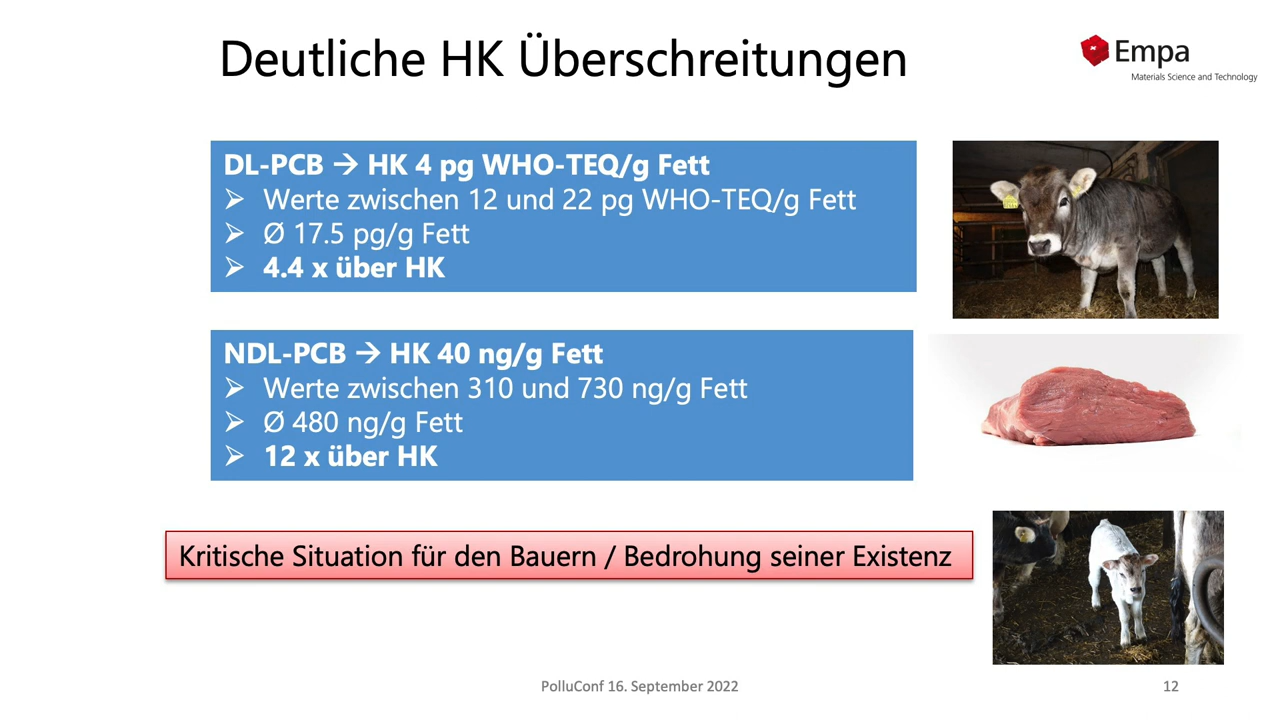 Deutliche HK Überschreitungen
Empa
Materials Science and Technology
DL-PCB → HK 4 pg WHO-TEQ/g Fett
➢ Werte zwischen 12 und 22 pg WHO-TEQ/g Fett
➢ Ø 17.5 pg/g Fett
➢ 4.4 x über HK
NDL-PCB → HK 40 ng/g Fett
➢ Werte zwischen 310 und 730 ng/g Fett
➢ Ø 480 ng/g Fett
➢ 12 x über HK
Kritische Situation für den Bauern / Bedrohung seiner Existenz
PolluConf 16. September 2022
12